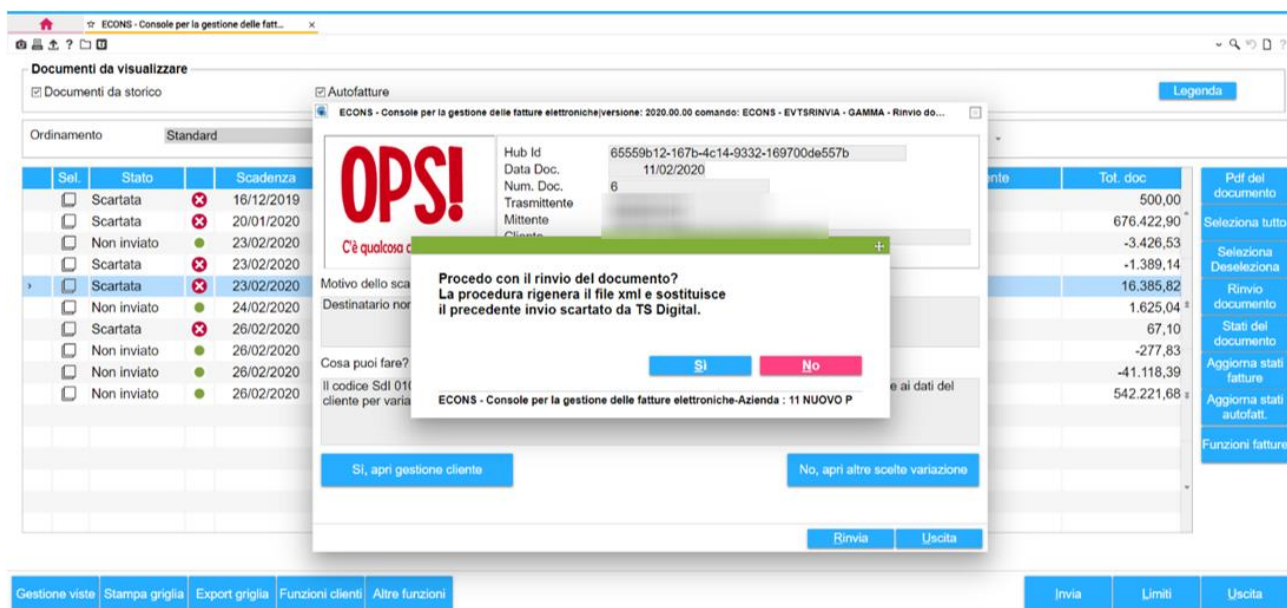 ECONS - Console per la gestione delle fatt...
Documenti da visualizzare
Documenti da storico
Autofatture
Legenda
Ordinamento
Standard
Sel. Stato Scadenza Tot. doc
Scartata 16/12/2019 500,00
Scartata 20/01/2020 676.422,90
Non inviato 23/02/2020 -3.426,53
Scartata 23/02/2020 -1.389,14
Scartata 23/02/2020 16.385,82
Non inviato 24/02/2020 1.625,04
Scartata 26/02/2020 67,10
Non inviato 26/02/2020 -277,83
Non inviato 26/02/2020 -41.118,39
Non inviato 26/02/2020 542.221,68
ECONS - Console per la gestione delle fatture elettroniche|versione: 2020.00.00 comando: ECONS - EVTSRINVIA - GAMMA - Rinvio do...
OPS!
C'è qualcosa
Hub Id 65559b12-167b-4c14-9332-169700de557b
Data Doc. 11/02/2020
Num. Doc. 6
Trasmittente
Mittente
Cliente
Motivo dello sca
Destinatario nor
Procedo con il rinvio del documento?
La procedura rigenera il file xml e sostituisce
il precedente invio scartato da TS Digital.
Sì
No
ECONS - Console per la gestione delle fatture elettroniche-Azienda : 11 NUOVO P
Cosa puoi fare?
Il codice SdI 010
e ai dati del
cliente per varia
Sì, apri gestione cliente
No, apri altre scelte variazione
Rinvia
Uscita
Pdf del
documento
Seleziona tutto
Seleziona
Deseleziona
Rinvio
documento
Stati del
documento
Aggiorna stati
fatture
Aggiorna stati
autofatt.
Funzioni fatture
Gestione viste
Stampa griglia
Export griglia
Funzioni clienti
Altre funzioni
Invia
Limiti
Uscita